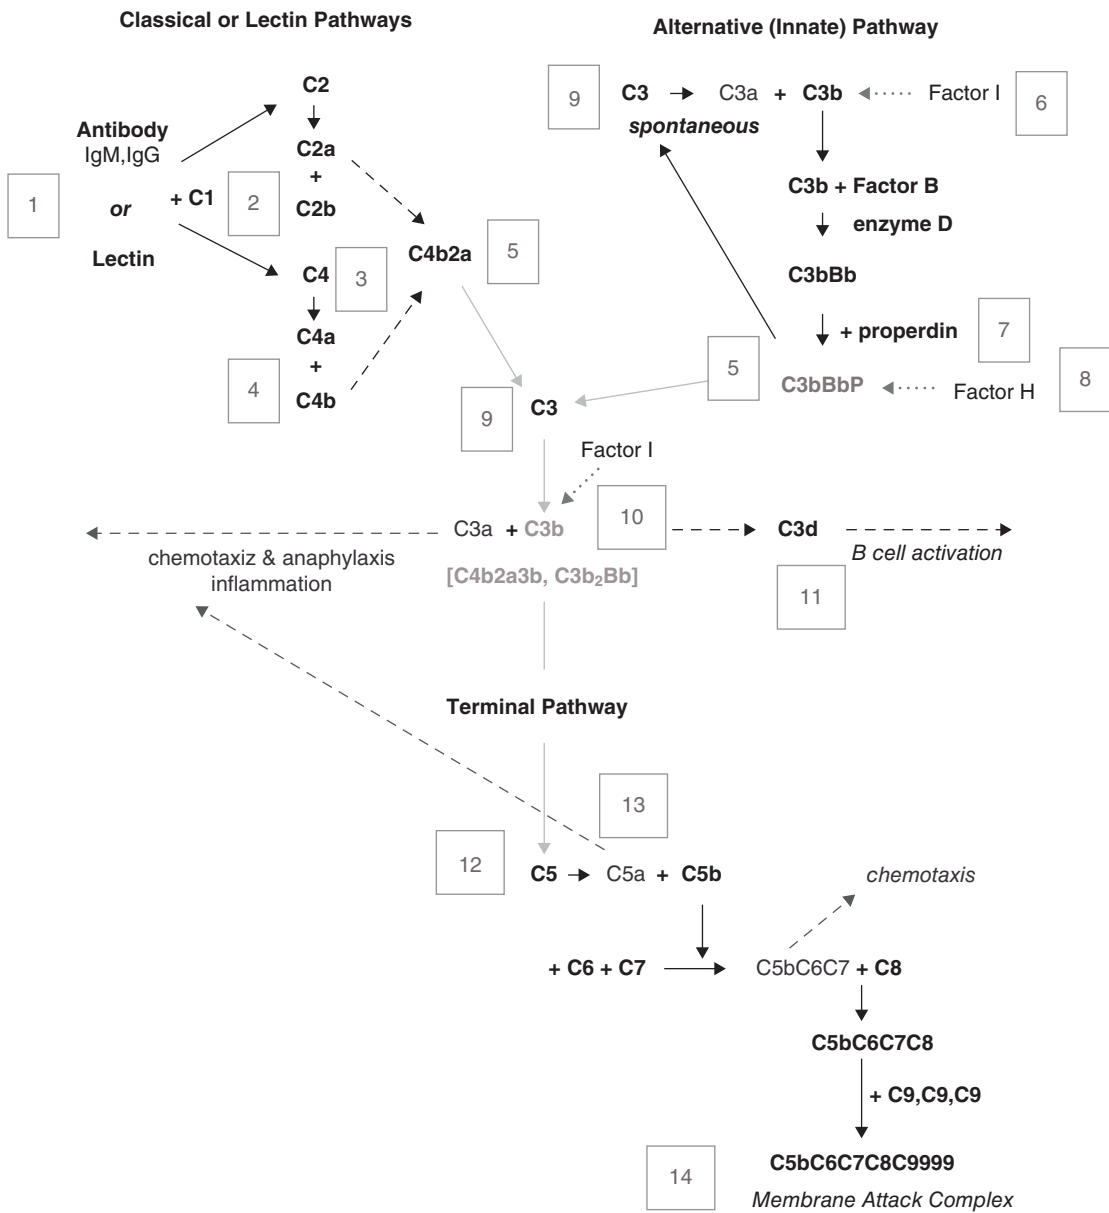 Classical or Lectin Pathways
Alternative (Innate) Pathway
C2
9
C3
C3a
+
C3b
Factor I
6
spontaneous
Antibody
IgM,IgG
C2a
+
C2b
1
or
+ C1
2
Lectin
C4
3
C4a
+
C4b
4
C4b2a
5
C3b + Factor B
enzyme D
C3bBb
+ properdin
7
5
C3bBbP
Factor H
8
9
C3
Factor I
C3a
+ C3b
10
C3d
B cell activation
11
chemotaxiz & anaphylaxis
inflammation
[C4b2a3b, C3b₂Bb]
Terminal Pathway
13
12
C5
C5a
+
C5b
chemotaxis
+ C6 + C7
C5bC6C7 + C8
C5bC6C7C8
+ C9,C9,C9
14
C5bC6C7C8C9999
Membrane Attack Complex